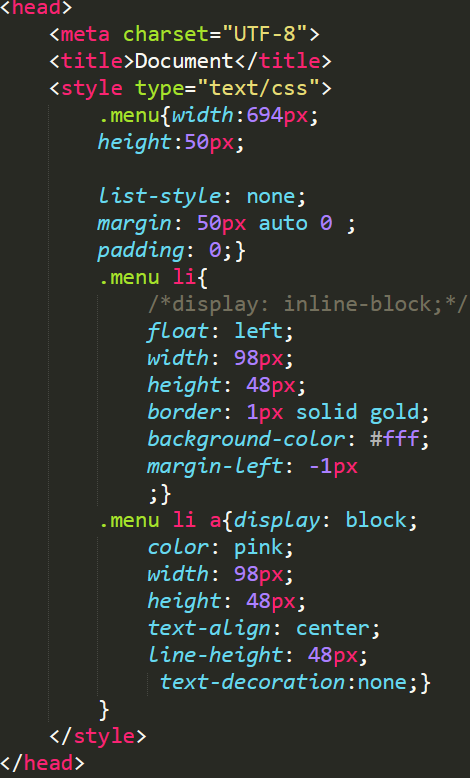 <head>
    <meta charset="UTF-8">
    <title>Document</title>
    <style type="text/css">
        .menu{width:694px;
        height:50px;

        list-style: none;
        margin: 50px auto 0 ;
        padding: 0;}
        .menu li{
            /*display: inline-block;*/
            float: left;
            width: 98px;
            height: 48px;
            border: 1px solid gold;
            background-color: #fff;
            margin-left: -1px
            ;}
        .menu li a{display: block;
            color: pink;
            width: 98px;
            height: 48px;
            text-align: center;
            line-height: 48px;
             text-decoration:none;}
        }
    </style>
</head>